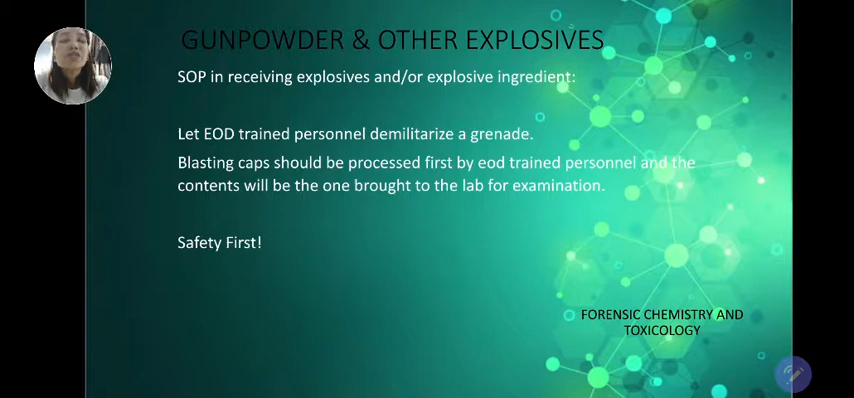 GUNPOWDER & OTHER EXPLOSIVES
SOP in receiving explosives and/or explosive ingredient:
Let EOD trained personnel demilitarize a grenade.
Blasting caps should be processed first by eod trained personnel and the
contents will be the one brought to the lab for examination.
Safety First!
FORENSIC CHEMISTRY AND
TOXICOLOGY